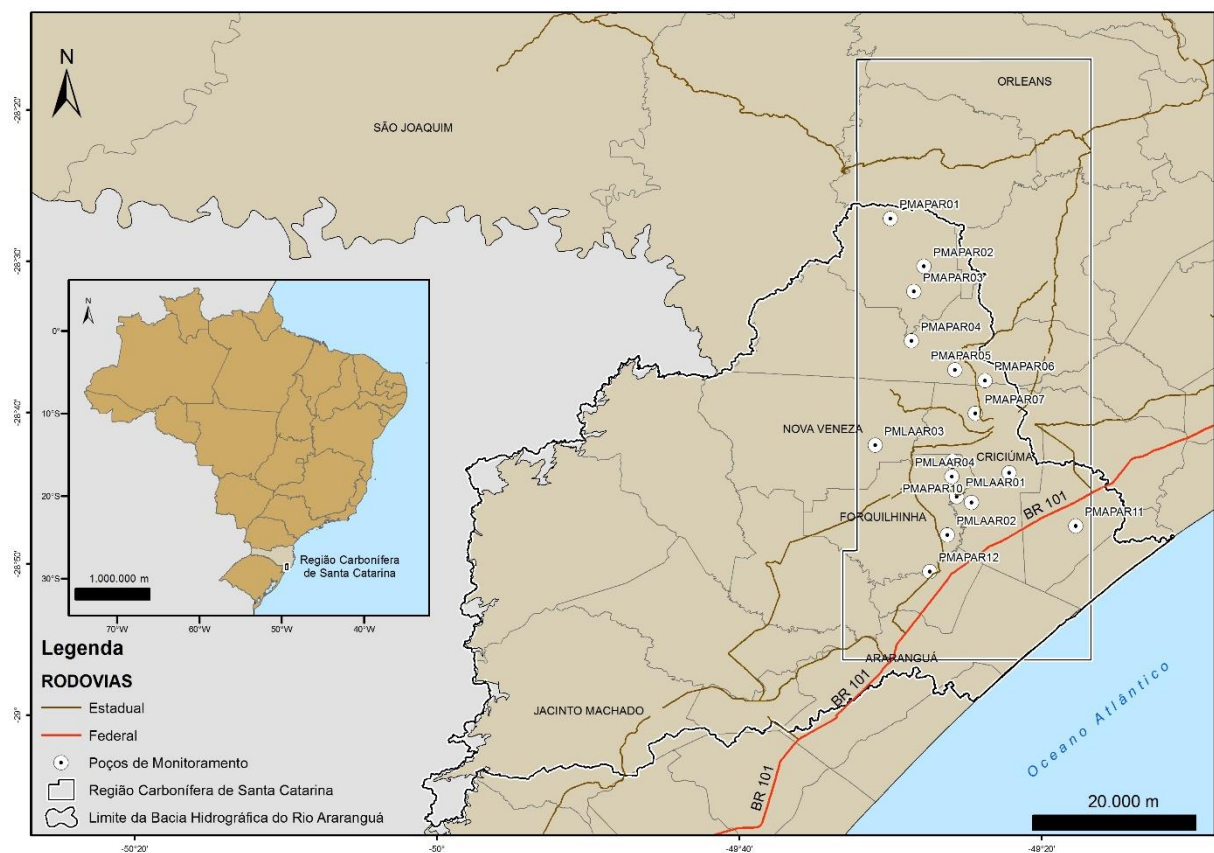 N
ORLEANS
-28°20'
SÃO JOAQUIM
PMAPAR01
PMAPAR02
-28°30'
PMAPAR03
N
PMAPAR04
0°
PMAPAR05
PMAPAR06
PMAPAR07
-28°40'
10°S
NOVA VENEZA
PMLAAR03
CRICIÚMA
PMLAAR04
PMLAAR01
PMAPAR10
20°S
FORQUILHINHA
BR 101
PMAPAR11
PMLAAR02
Região Carbonífera
de Santa Catarina
-28°50'
PMAPAR12
30°S
1.000.000 m
70°W
60°W
50°W
40°W
Legenda
ARARANGUÁ
RODOVIAS
BR 101
Oceano Atlântico
Estadual
-29°
JACINTO MACHADO
Federal
Poços de Monitoramento
BR 101
Região Carbonífera de Santa Catarina
20.000 m
Limite da Bacia Hidrográfica do Rio Araranguá
-50°20'
-50°
-49°40'
-49°20'